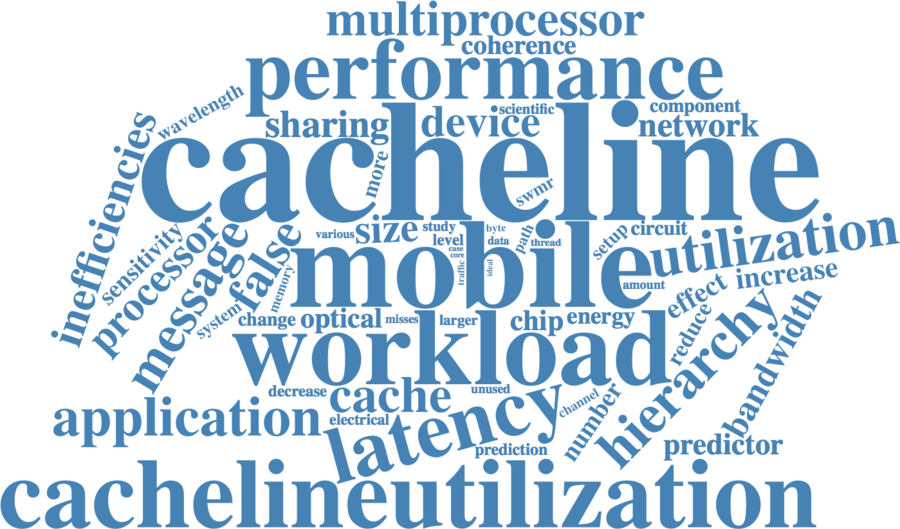 multiprocessor
coherence
performance
wavelength
scientific
component
sharing
device
network
inefficiencies
cacheline
more
swmr
sensitivity
processor
message
false
system
memory
various
size
study
level
case
core
traffic
byte
data
ideal
path
thread
setup
circuit
utilization
mobile
amount
effect
increase
change
optical
misses
larger
chip
energy
reduce
hierarchy
bandwidth
workload
decrease
cache
unused
application
electrical
latency
channel
number
prediction
predictor
cachelineutilization